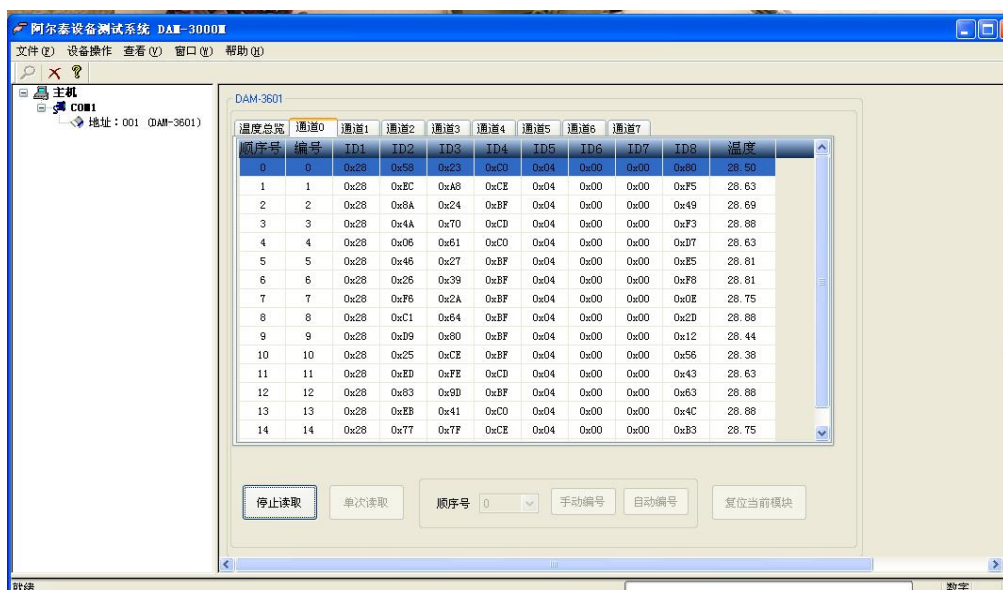 阿尔泰设备测试系统 DAM-3000M
文件(F) 设备操作 查看(V) 窗口(W) 帮助(H)
主机
COM1
地址：001 (DAM-3601)
DAM-3601
温度总览 通道0 通道1 通道2 通道3 通道4 通道5 通道6 通道7
顺序号 编号 ID1 ID2 ID3 ID4 ID5 ID6 ID7 ID8 温度
0 0 0x28 0x58 0x23 0xC0 0x04 0x00 0x00 0x80 28.50
1 1 0x28 0xEC 0xA8 0xCE 0x04 0x00 0x00 0xF5 28.63
2 2 0x28 0x8A 0x24 0xBF 0x04 0x00 0x00 0x49 28.69
3 3 0x28 0x4A 0x70 0xCD 0x04 0x00 0x00 0xF3 28.88
4 4 0x28 0x06 0x61 0xC0 0x04 0x00 0x00 0xD7 28.63
5 5 0x28 0x46 0x27 0xBF 0x04 0x00 0x00 0xE5 28.81
6 6 0x28 0x26 0x39 0xBF 0x04 0x00 0x00 0xF8 28.81
7 7 0x28 0xF6 0x2A 0xBF 0x04 0x00 0x00 0x0E 28.75
8 8 0x28 0xC1 0x64 0xBF 0x04 0x00 0x00 0x2D 28.88
9 9 0x28 0xD9 0x80 0xBF 0x04 0x00 0x00 0x12 28.44
10 10 0x28 0x25 0xCE 0xBF 0x04 0x00 0x00 0x56 28.38
11 11 0x28 0xED 0xFE 0xCD 0x04 0x00 0x00 0x43 28.63
12 12 0x28 0x83 0x9D 0xBF 0x04 0x00 0x00 0x63 28.88
13 13 0x28 0xEB 0x41 0xC0 0x04 0x00 0x00 0x4C 28.88
14 14 0x28 0x77 0x7F 0xCE 0x04 0x00 0x00 0xB3 28.75
停止读取 单次读取 顺序号 0 手动编号 自动编号 复位当前模块
就绪 数字